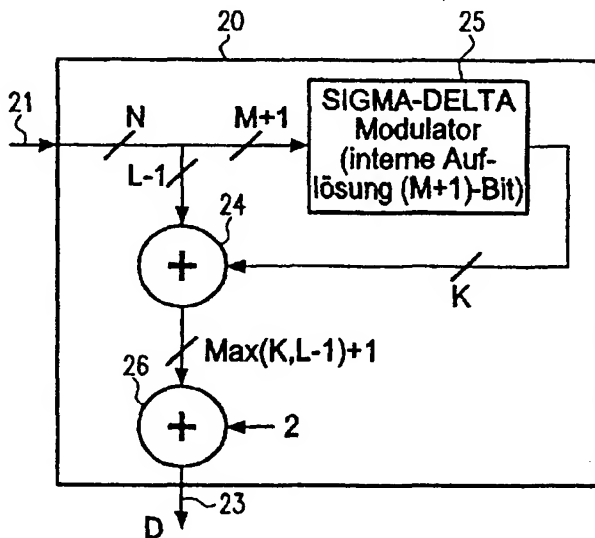 20
25
21
N
M+1
SIGMA-DELTA
Modulator
(interne Auf-
lösung (M+1)-Bit)
L-1
24
+
K
Max(K,L-1)+1
26
+
2
23
D